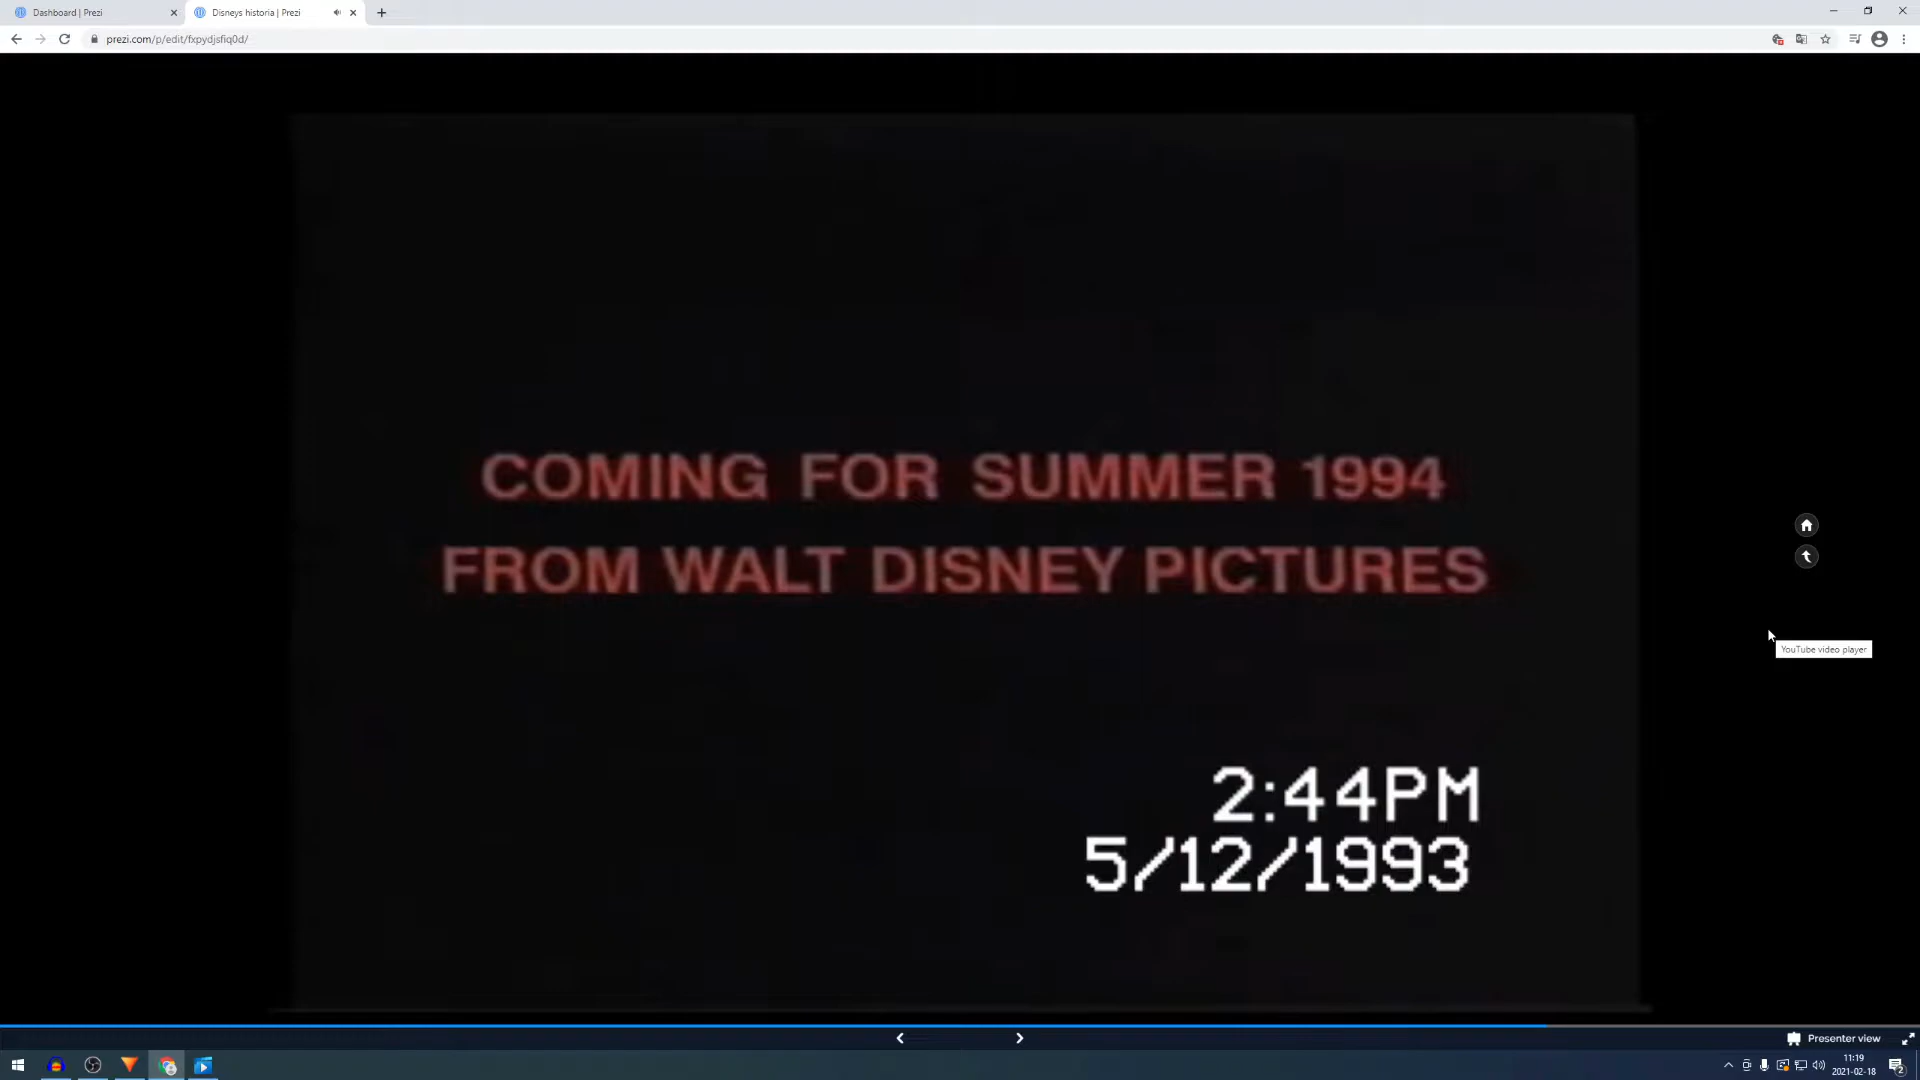 Dashboard | Prezi
Disneys historia | Prezi
prezi.com/p/edit/fxpydjsfiq0d/
COMING FOR SUMMER 1994
FROM WALT DISNEY PICTURES
YouTube video player
2:44PM
5/12/1993
Presenter view
11:19
2021-02-18
2